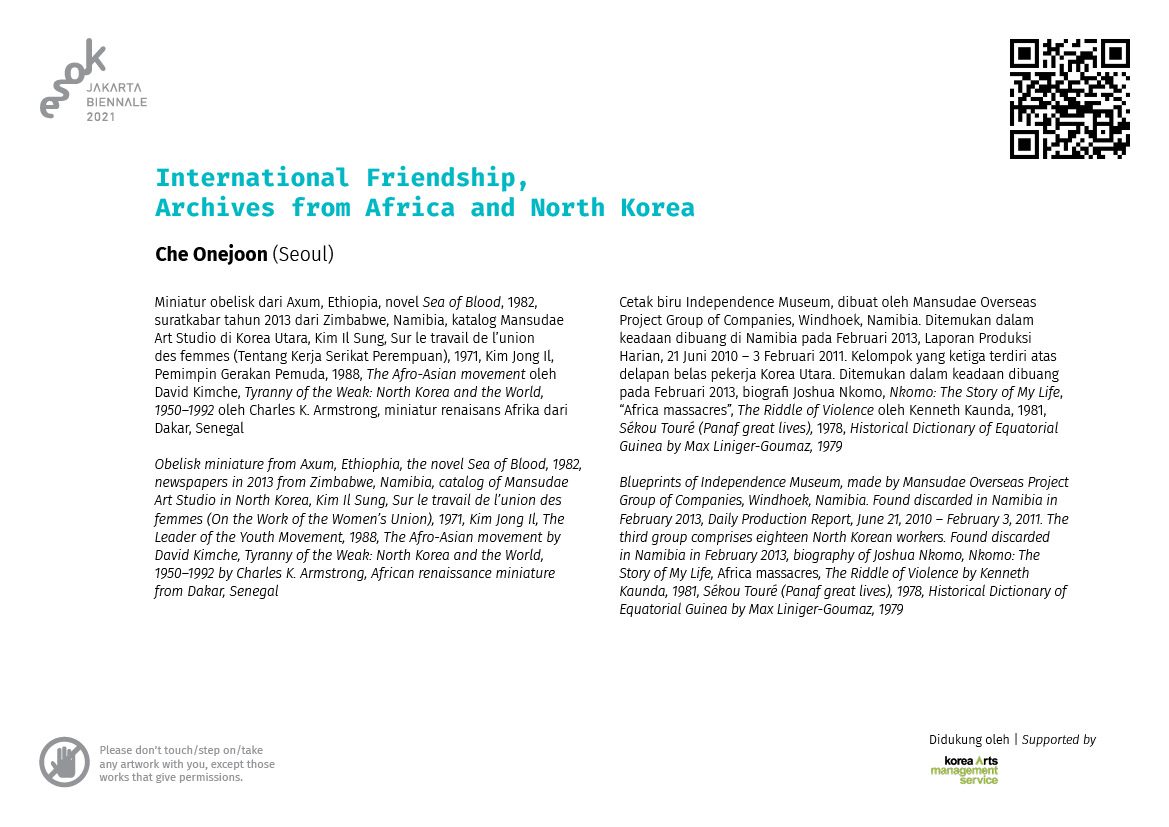 esok
JAKARTA
BIENNALE
2021
International Friendship,
Archives from Africa and North Korea
Che Onejoon (Seoul)
Miniatur obelisk dari Axum, Ethiopia, novel Sea of Blood, 1982,
suratkabar tahun 2013 dari Zimbabwe, Namibia, katalog Mansudae
Art Studio di Korea Utara, Kim Il Sung, Sur le travail de l’union
des femmes (Tentang Kerja Serikat Perempuan), 1971, Kim Jong Il,
Pemimpin Gerakan Pemuda, 1988, The Afro-Asian movement oleh
David Kimche, Tyranny of the Weak: North Korea and the World,
1950–1992 oleh Charles K. Armstrong, miniatur renaisans Afrika dari
Dakar, Senegal
Obelisk miniature from Axum, Ethiophia, the novel Sea of Blood, 1982,
newspapers in 2013 from Zimbabwe, Namibia, catalog of Mansudae
Art Studio in North Korea, Kim Il Sung, Sur le travail de l’union des
femmes (On the Work of the Women’s Union), 1971, Kim Jong Il, The
Leader of the Youth Movement, 1988, The Afro-Asian movement by
David Kimche, Tyranny of the Weak: North Korea and the World,
1950–1992 by Charles K. Armstrong, African renaissance miniature
from Dakar, Senegal
Cetak biru Independence Museum, dibuat oleh Mansudae Overseas
Project Group of Companies, Windhoek, Namibia. Ditemukan dalam
keadaan dibuang di Namibia pada Februari 2013, Laporan Produksi
Harian, 21 Juni 2010 – 3 Februari 2011. Kelompok yang ketiga terdiri atas
delapan belas pekerja Korea Utara. Ditemukan dalam keadaan dibuang
pada Februari 2013, biografi Joshua Nkomo, Nkomo: The Story of My Life,
“Africa massacres”, The Riddle of Violence oleh Kenneth Kaunda, 1981,
Sékou Touré (Panaf great lives), 1978, Historical Dictionary of Equatorial
Guinea by Max Liniger-Goumaz, 1979
Blueprints of Independence Museum, made by Mansudae Overseas Project
Group of Companies, Windhoek, Namibia. Found discarded in Namibia in
February 2013, Daily Production Report, June 21, 2010 – February 3, 2011. The
third group comprises eighteen North Korean workers. Found discarded
in Namibia in February 2013, biography of Joshua Nkomo, Nkomo: The
Story of My Life, Africa massacres, The Riddle of Violence by Kenneth
Kaunda, 1981, Sékou Touré (Panaf great lives), 1978, Historical Dictionary of
Equatorial Guinea by Max Liniger-Goumaz, 1979
Please don't touch/step on/take
any artwork with you, except those
works that give permissions.
Didukung oleh | Supported by
korea Arts
management
service